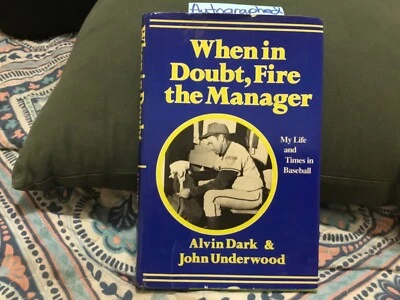 Autographed
When in
Doubt, Fire
the Manager
My Life
and
Times in
Baseball
Alvin Dark &
John Underwood